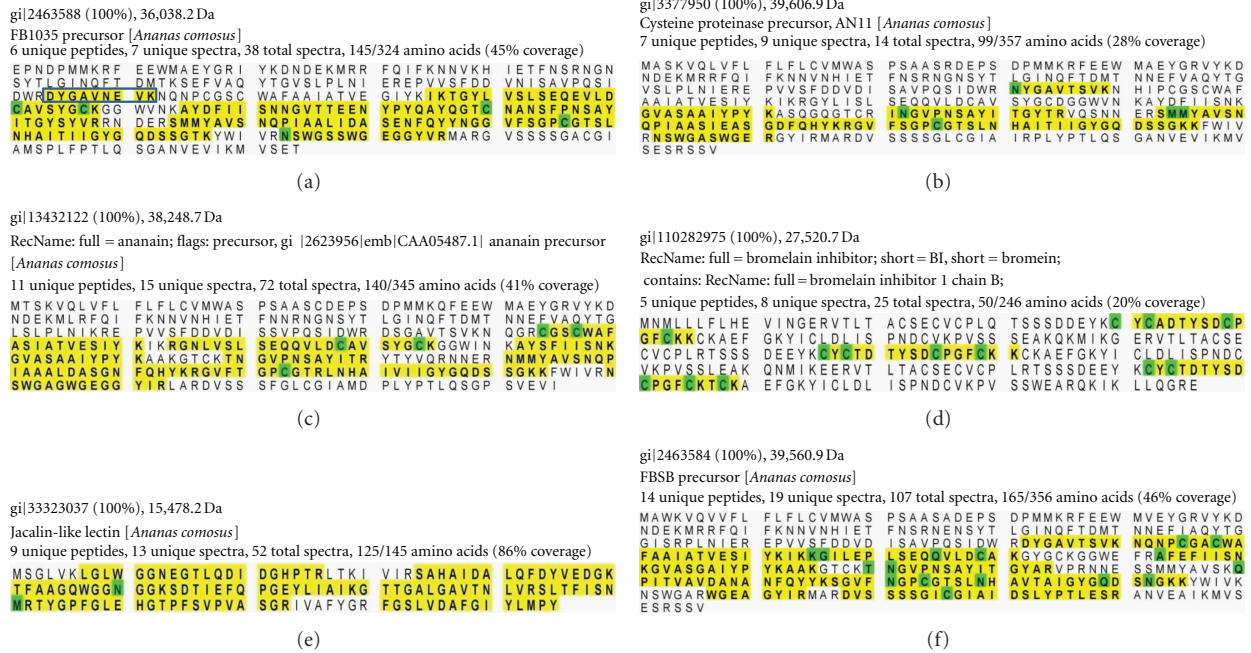 gi|2463588 (100%), 36,038.2 Da
FB1035 precursor [Ananas comosus]
6 unique peptides, 7 unique spectra, 38 total spectra, 145/324 amino acids (45% coverage)
EPNDPMMKRF EEWMAEYGRI YKDNDEKMRR FQIFKNNVKH IETFNSRNGN
SYTLGINQFT DMTKSEFVAQ YTGVSLPLNI EREPVVSFDD VNISAVPQSI
DWRDYGAVNE VKNQNPCGSC WAFAAIATVE GIYKIKTGYL VSLSEQEVLD
CAVSYGCKGG WVNKAYDFII SNNGVTTEEN YPYQAYQGTC NANSFPNSAY
ITGYSYVRRN DERSMMYAVS NQPIAALIDA SENFQYYNGG VFSGPCGTSL
NHAITIIGYG QDSSGTKYWI VRNSWGSSWG EGGYVRMARG VSSSSGACGI
AMSPLFPTLQ SGANVEVIKM VSET
(a)
gi|3377950 (100%), 39,606.9 Da
Cysteine proteinase precursor, AN11 [Ananas comosus]
7 unique peptides, 9 unique spectra, 14 total spectra, 99/357 amino acids (28% coverage)
MASKVQLVFL FLFLCVMWAS PSAASRDEPS DPMMKRFEEW MAEYGRVYKD
NDEKMRRFQI FKNNVNHIET FNSRNGNSYT LGINQFTDMT NNEFVAQYTG
VSLPLNIERE PVVSFDDVDI SAVPQSIDWR NYGAVTSVKN HIPCGSCWAF
AAIATVESIY KIKRGYLISL SEQQVLDCAV SYGCDGGWVN KAYDFIISNK
GVASAAIYPY KASQGQGTCR INGVPNSAYI TGYTRVQSNN ERSMMYAVSN
QPIAASIEAS GDFQHYKRGV FSGPCGTSLN HAITIIGYGQ DSSGKKFWIV
RNSWGASWGE RGYIRMARDV SSSSGLCGIA IRPLYPTLQS GANVEVIKMV
SESRSSV
(b)
gi|13432122 (100%), 38,248.7 Da
RecName: full = ananain; flags: precursor, gi |2623956|emb|CAA05487.1| ananain precursor
[Ananas comosus]
11 unique peptides, 15 unique spectra, 72 total spectra, 140/345 amino acids (41% coverage)
MTSKVQLVFL FLFLCVMWAS PSAASCDEPS DPMMKQFEEW MAEYGRVYKD
NDEKMLRFQI FKNNVNHIET FNNRNGNSYT LGINQFTDMT NNEFVAQYTG
LSLPLNIKRE PVVSFDDVDI SSVPQSIDWR DSGAVTSVKN QGRCGSCWAF
ASIATVESIY KIKRGNLVSL SEQQVLDCAV SYGCKGGWIN KAYSFIISNK
GVASAAIYPY KAAKGTCKTN GVPNSAYITR YTYVQRNNER NMMYAVSNQP
IAAALDASGN FQHYKRGVFT GPCGTRLNHA IVIIGYGQDS SGKKFWIVRN
SWGAGWGEGG YIRLARDVSS SFGLCGIAMD PLYPTLQSGP SVEVI
(c)
gi|110282975 (100%), 27,520.7 Da
RecName: full = bromelain inhibitor; short = BI, short = bromein;
contains: RecName: full = bromelain inhibitor 1 chain B;
5 unique peptides, 8 unique spectra, 25 total spectra, 50/246 amino acids (20% coverage)
MNMLLLFLHE VINGERVTLT ACSECVCPLQ TSSSDDEYKC YCADTYSDCP
GFCKKCKAEF GKYICLDLIS PNDCVKPVSS SEAKQKMIKG ERVTLTACSE
CVCPLRTSSS DEEYKCYCTD TYSDCPGFCK KCKAEFGKYI CLDLISPNDC
VKPVSSLEAK QNMIKEERVT LTACSECVCP LRTSSSDEEY KCYCTDTYSD
CPGFCKTCKA EFGKYICLDL ISPNDCVKPV SSWEARQKIK LLQGRE
(d)
gi|33323037 (100%), 15,478.2 Da
Jacalin-like lectin [Ananas comosus]
9 unique peptides, 13 unique spectra, 52 total spectra, 125/145 amino acids (86% coverage)
MSGLVKLGLW GGNEGTLQDI DGHPTRLTKI VIRSAHAIDA LQFDYVEDGK
TFAAGQWGGN GGKSDTIEFQ PGEYLIAIKG TTGALGAVTN LVRSLTFISN
MRTYGPFGLE HGTPFSVPVA SGRIVAFYGR FGSLVDAFGI YLMPY
(e)
gi|2463584 (100%), 39,560.9 Da
FBSB precursor [Ananas comosus]
14 unique peptides, 19 unique spectra, 107 total spectra, 165/356 amino acids (46% coverage)
MAWKVQVVFL FLFLCVMWAS PSAASADEPS DPMMKRFEEW MVEYGRVYKD
NDEKMRRFQI FKNNVNHIET FNSRNENSYT LGINQFTDMT NNEFIAQYTG
GISRPLNIER EPVVSFDDVD ISAVPQSIDW RDYGAVTSVK NQNPCGACWA
FAAIATVESI YKIKKGILEP LSEQQVLDCA KGYGCKGGWE FRAFEFIISN
KGVASGAIYP YKAAKGTCKT NGVPNSAYIT GYARVPRNNE SSMMYAVSKQ
PITVAVDANA NFQYYKSGVF NGPCGTSLNH AVTAIGYGQD SNGKKYWIVK
NSWGARWGEA GYIRMARDVS SSSGICGIAI DSLYPTLESR ANVEAIKMVS
ESRSSV
(f)